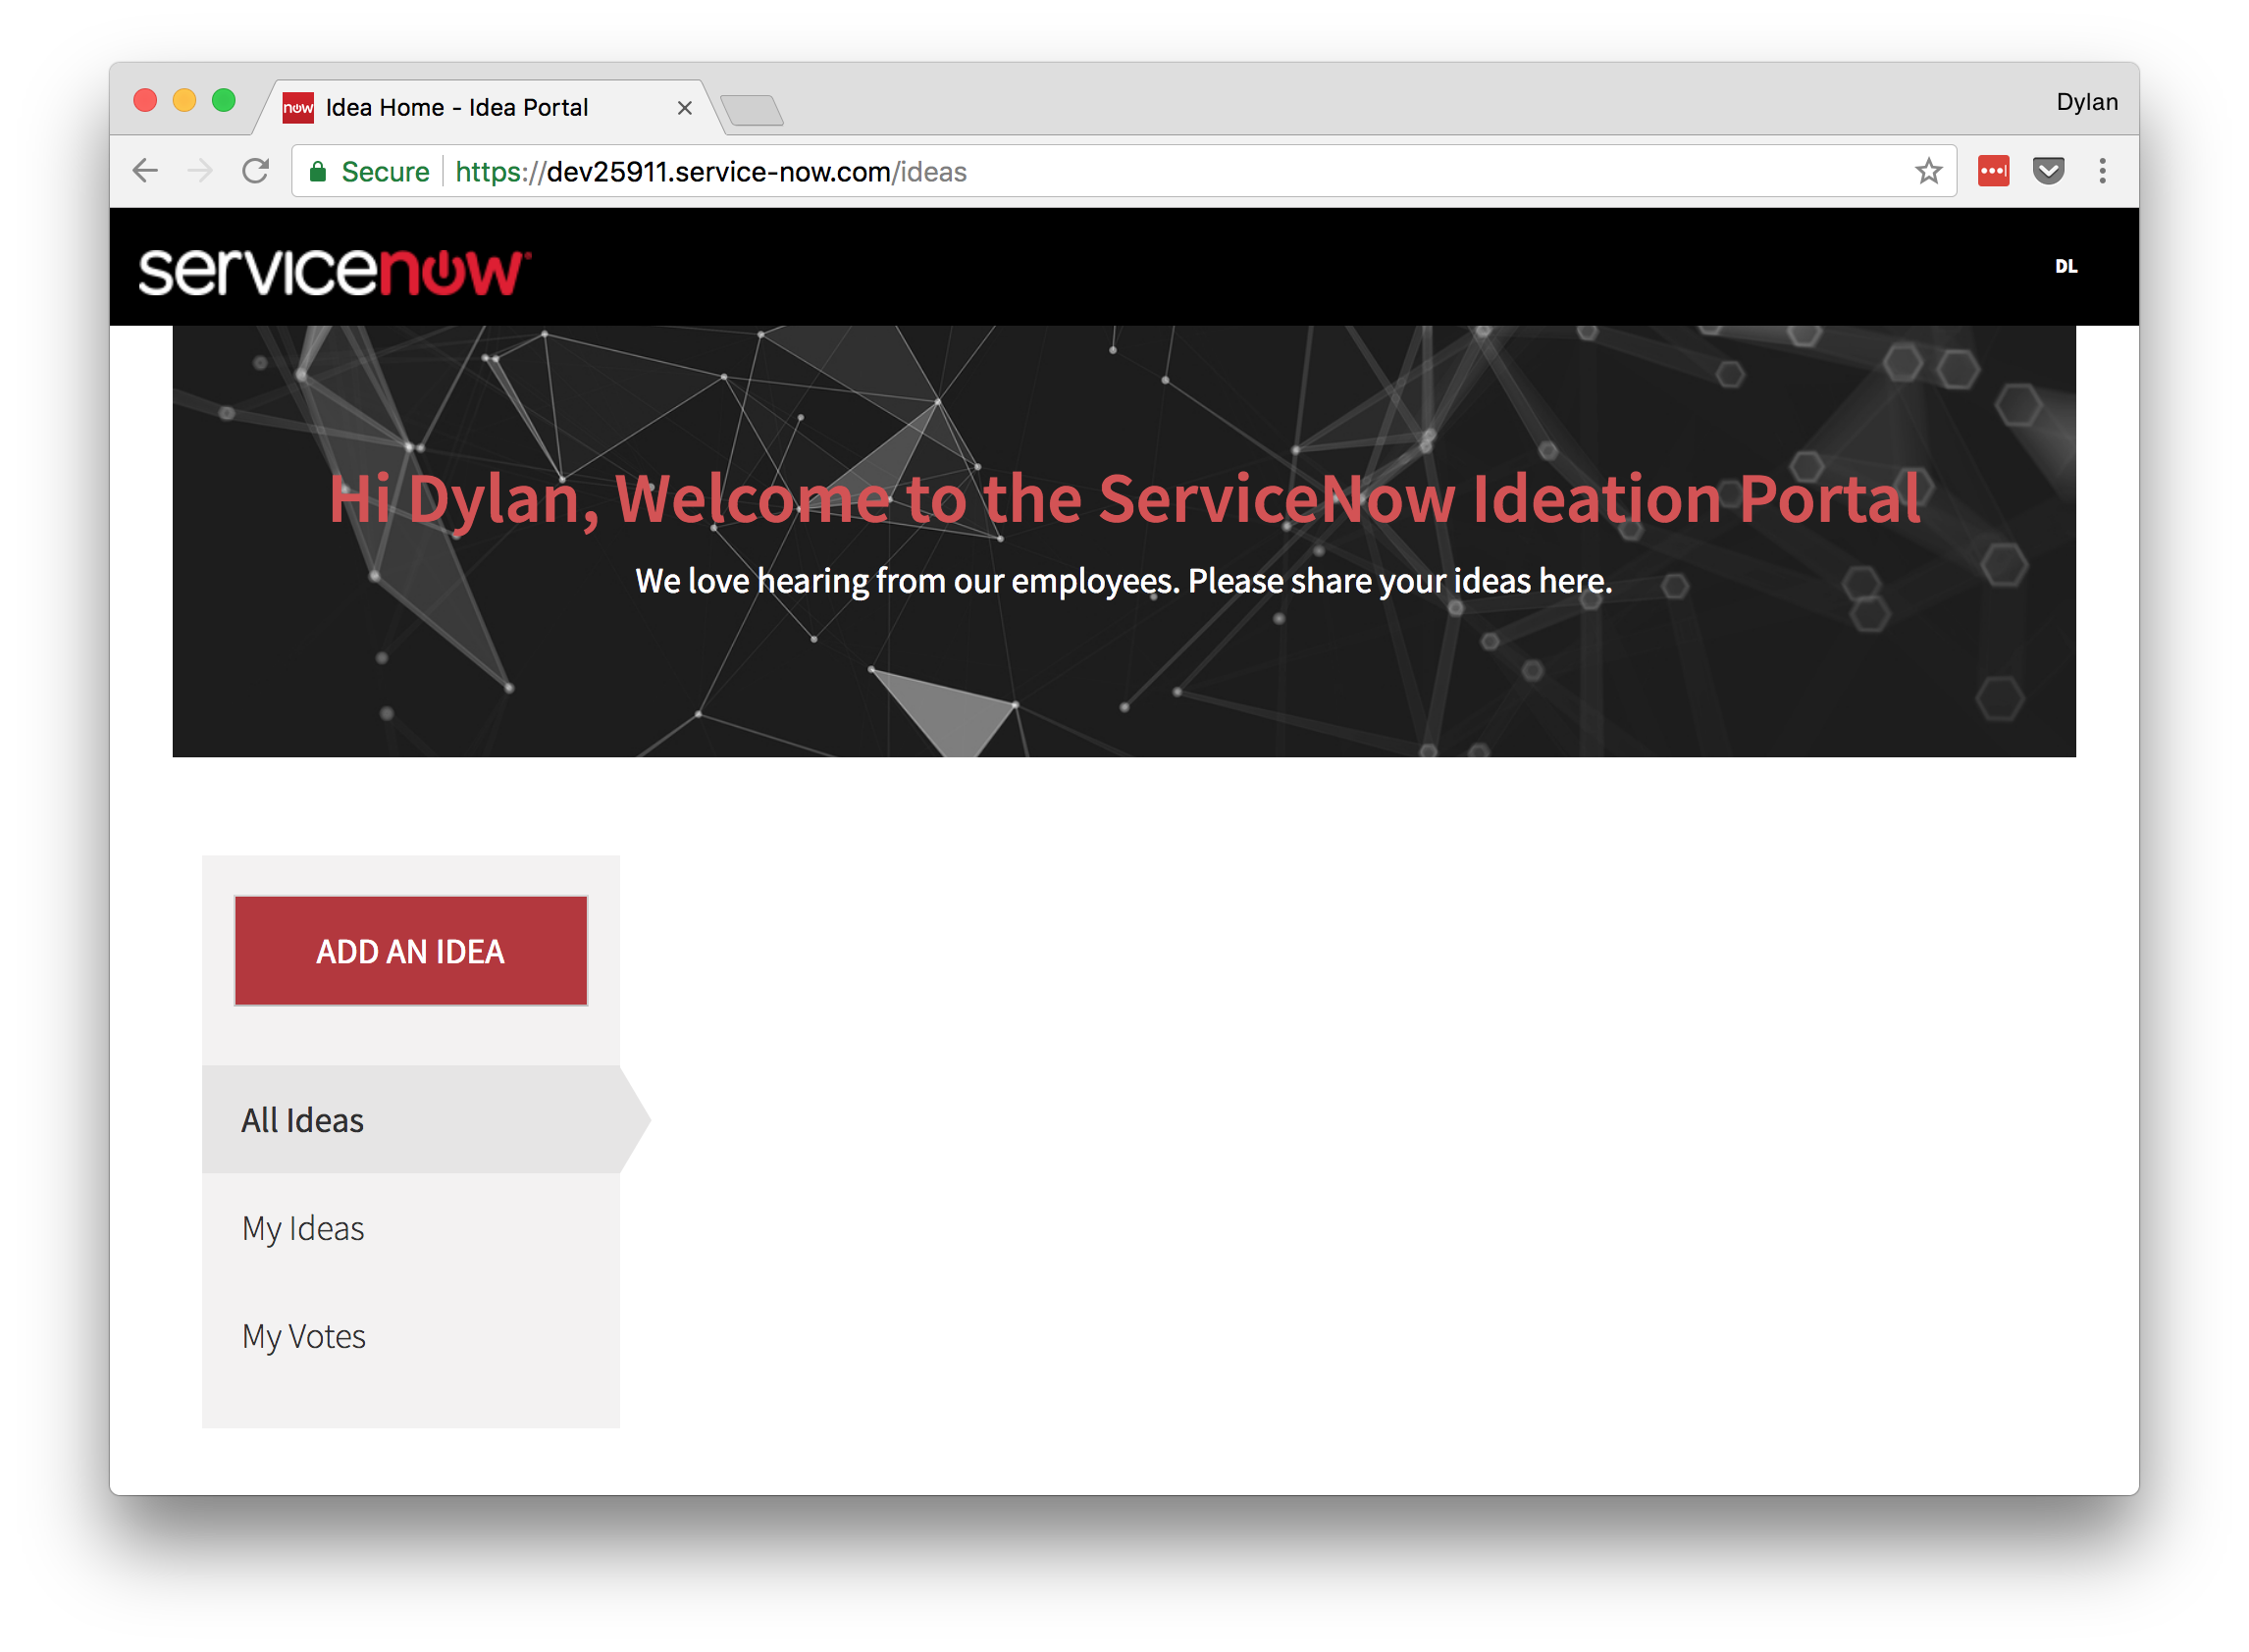 now Idea Home - Idea Portal
Dylan
Secure https://dev25911.service-now.com/ideas
servicenow
DL
Hi Dylan, Welcome to the ServiceNow Ideation Portal
We love hearing from our employees. Please share your ideas here.
ADD AN IDEA
All Ideas
My Ideas
My Votes